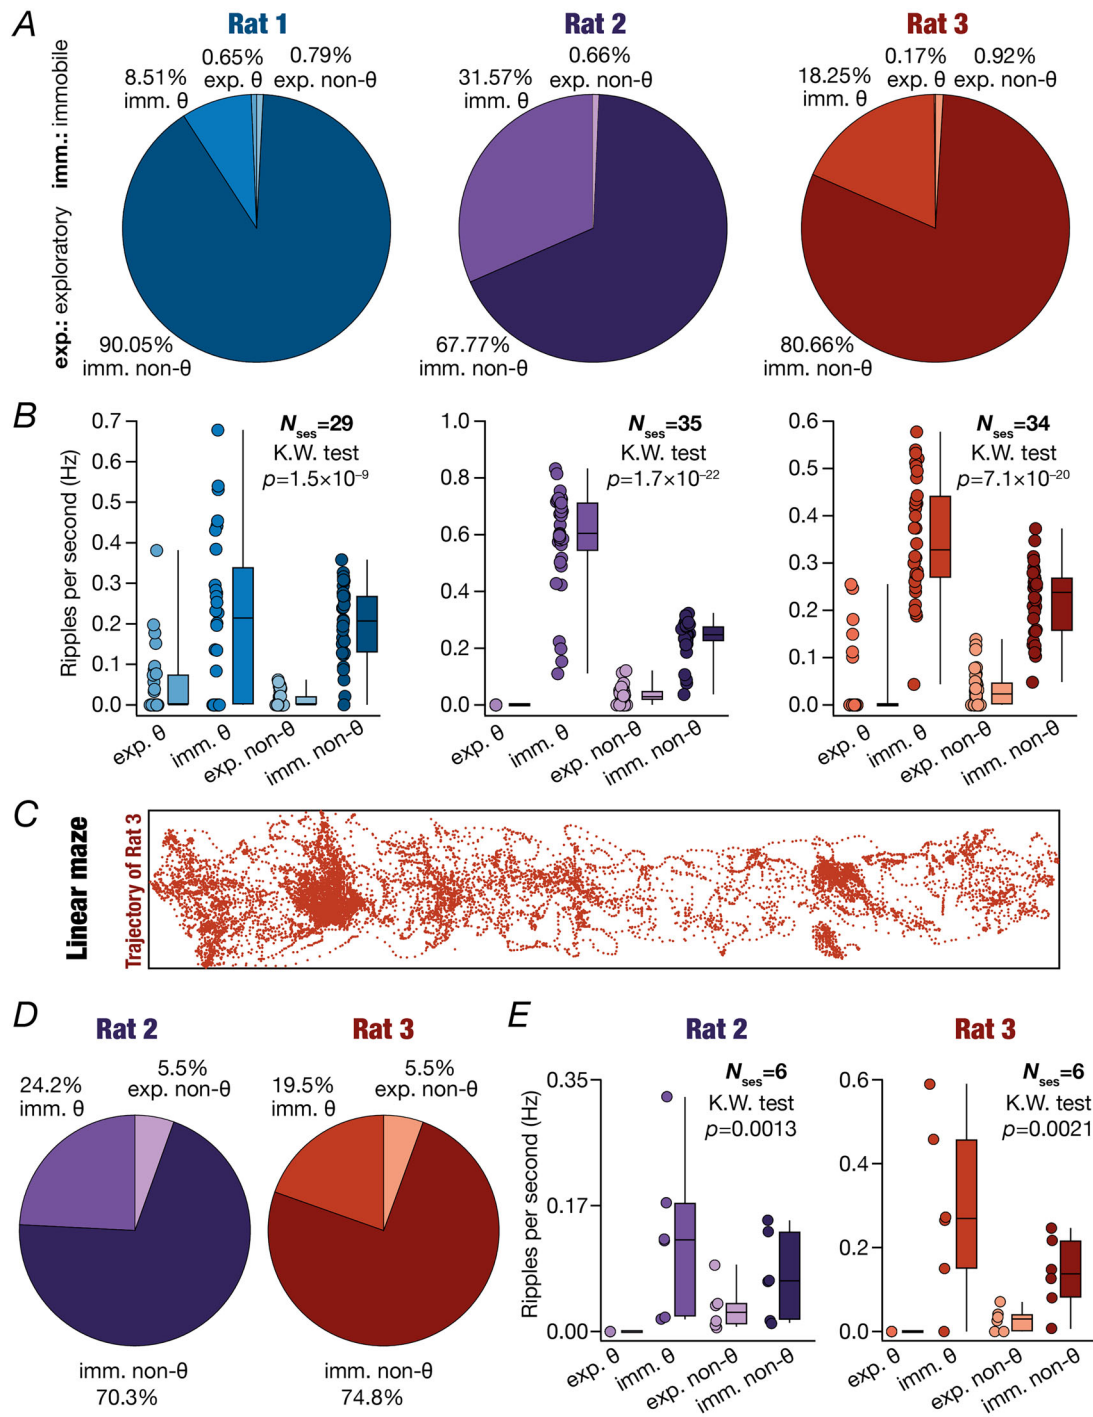 A
Rat 1
Rat 2
Rat 3
exp.: exploratory imm.: immobile
0.65%
exp. θ
0.79%
exp. non-θ
8.51%
imm. θ
90.05%
imm. non-θ
0.66%
exp. non-θ
31.57%
imm. θ
67.77%
imm. non-θ
0.17%
exp. θ
0.92%
exp. non-θ
18.25%
imm. θ
80.66%
imm. non-θ
B
Ripples per second (Hz)
0.7
0.6
0.5
0.4
0.3
0.2
0.1
0.0
Nses=29
K.W. test
p=1.5×10–9
exp. θ
imm. θ
exp. non-θ
imm. non-θ
1.0
0.8
0.6
0.4
0.2
0.0
Nses=35
K.W. test
p=1.7×10–22
exp. θ
imm. θ
exp. non-θ
imm. non-θ
0.6
0.5
0.4
0.3
0.2
0.1
0.0
Nses=34
K.W. test
p=7.1×10–20
exp. θ
imm. θ
exp. non-θ
imm. non-θ
C
Linear maze
Trajectory of Rat 3
D
Rat 2
24.2%
imm. θ
5.5%
exp. non-θ
imm. non-θ
70.3%
Rat 3
19.5%
imm. θ
5.5%
exp. non-θ
imm. non-θ
74.8%
E
Rat 2
Ripples per second (Hz)
0.35
0.17
0.00
Nses=6
K.W. test
p=0.0013
exp. θ
imm. θ
exp. non-θ
imm. non-θ
Rat 3
0.6
0.4
0.2
0.0
Nses=6
K.W. test
p=0.0021
exp. θ
imm. θ
exp. non-θ
imm. non-θ